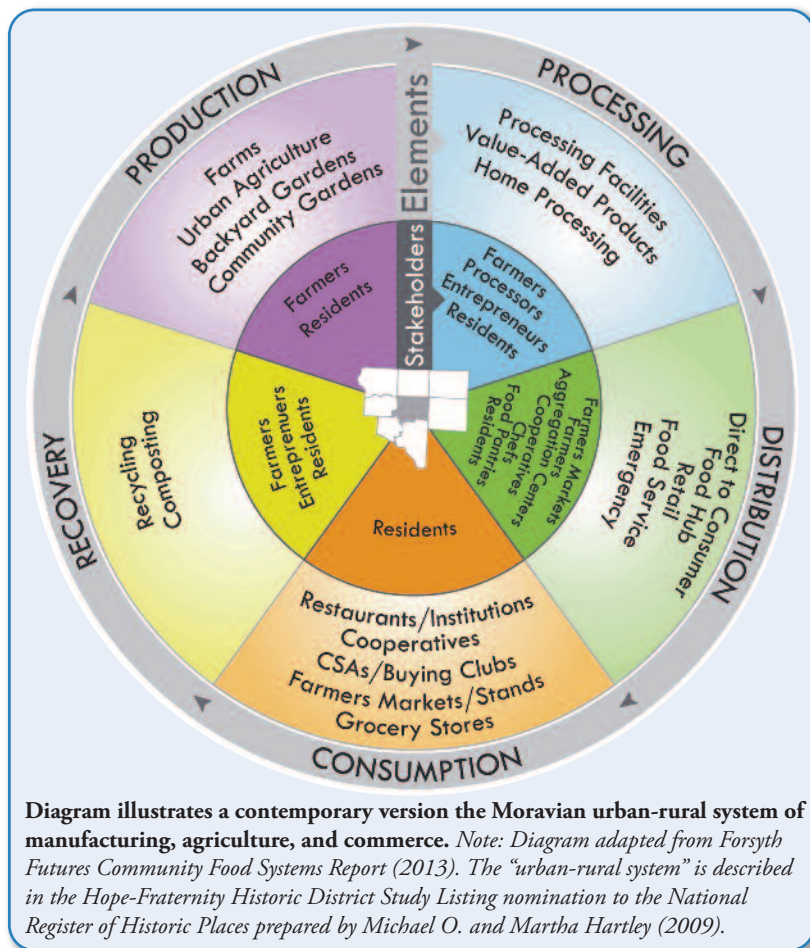 PRODUCTION
Farms
Urban Agriculture
Backyard Gardens
Community Gardens
Farmers
Residents
Elements
Stakeholders
PROCESSING
Processing Facilities
Value-Added Products
Home Processing
Farmers
Processors
Entrepreneurs
Residents
DISTRIBUTION
Direct to Consumer
Food Hub
Retail
Food Service
Emergency
Farmers Markets
Farmers
Aggregation Centers
Cooperatives
Chefs
Food Pantries
Residents
CONSUMPTION
Residents
Restaurants/Institutions
Cooperatives
CSAs/Buying Clubs
Farmers Markets/Stands
Grocery Stores
RECOVERY
Recycling
Composting
Farmers
Entreprenuers
Residents
Diagram illustrates a contemporary version the Moravian urban-rural system of
manufacturing, agriculture, and commerce. Note: Diagram adapted from Forsyth
Futures Community Food Systems Report (2013). The “urban-rural system” is described
in the Hope-Fraternity Historic District Study Listing nomination to the National
Register of Historic Places prepared by Michael O. and Martha Hartley (2009).